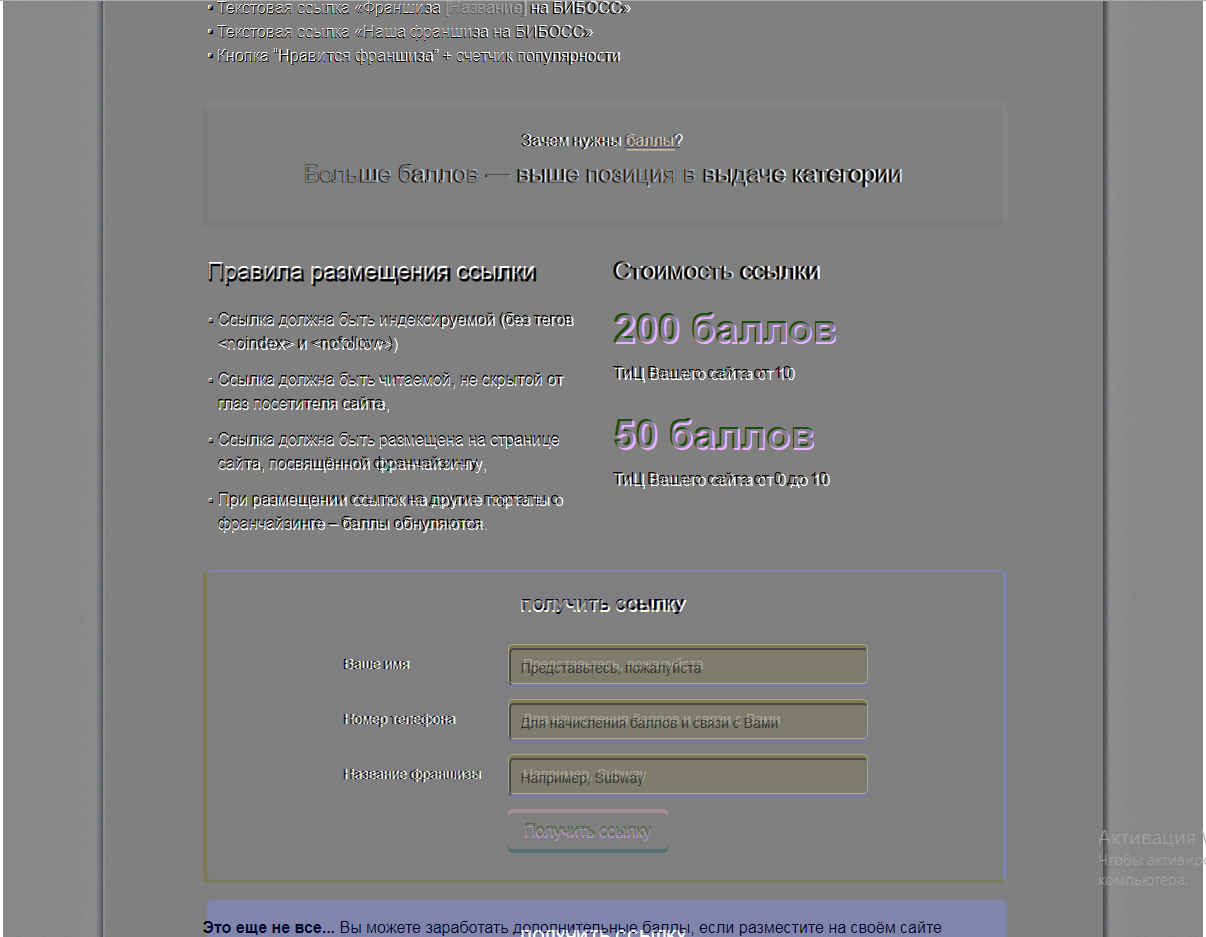 • Текстовая ссылка «Франшиза [Название] на БИБОСС»
• Текстовая ссылка «Наша франшиза на БИБОСС»
• Кнопка "Нравится франшиза" + счетчик популярности
Зачем нужны баллы?
Больше баллов — выше позиция в выдаче категории
Правила размещения ссылки
- Ссылка должна быть индексируемой (без тегов
<noindex> и <nofollow>)
- Ссылка должна быть читаемой, не скрытой от
глаз посетителя сайта,
- Ссылка должна быть размещена на странице
сайта, посвящённой франчайзингу,
- При размещении ссылок на другие порталы о
франчайзинге – баллы обнуляются.
Стоимость ссылки
200 баллов
ТиЦ Вашего сайта от 10
50 баллов
ТиЦ Вашего сайта от 0 до 10
ПОЛУЧИТЬ ССЫЛКУ
Ваше имя
Представьтесь, пожалуйста
Номер телефона
Для начисления баллов и связи с Вами
Название франшизы
Например, Subway
Получить ссылку
Активация
Чтобы активир
компьютера.
Это еще не все... Вы можете заработать дополнительные баллы, если разместите на своём сайте
ПОЛУЧИТЬ ССЫЛКУ